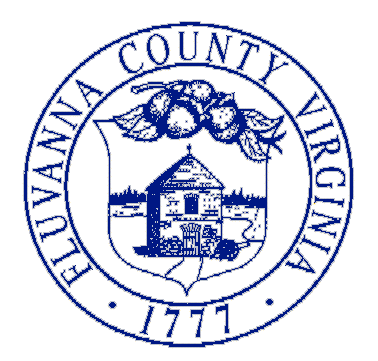 FLUVANNA COUNTY VIRGINIA
· 1777 ·